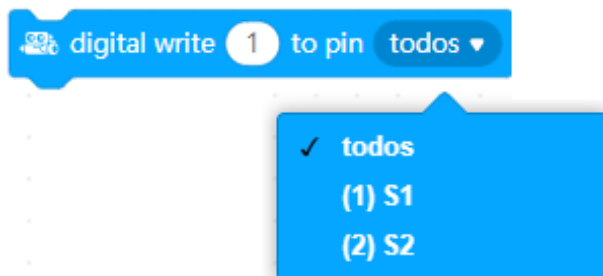 digital write 1 to pin todos ▾
✓ todos
(1) S1
(2) S2